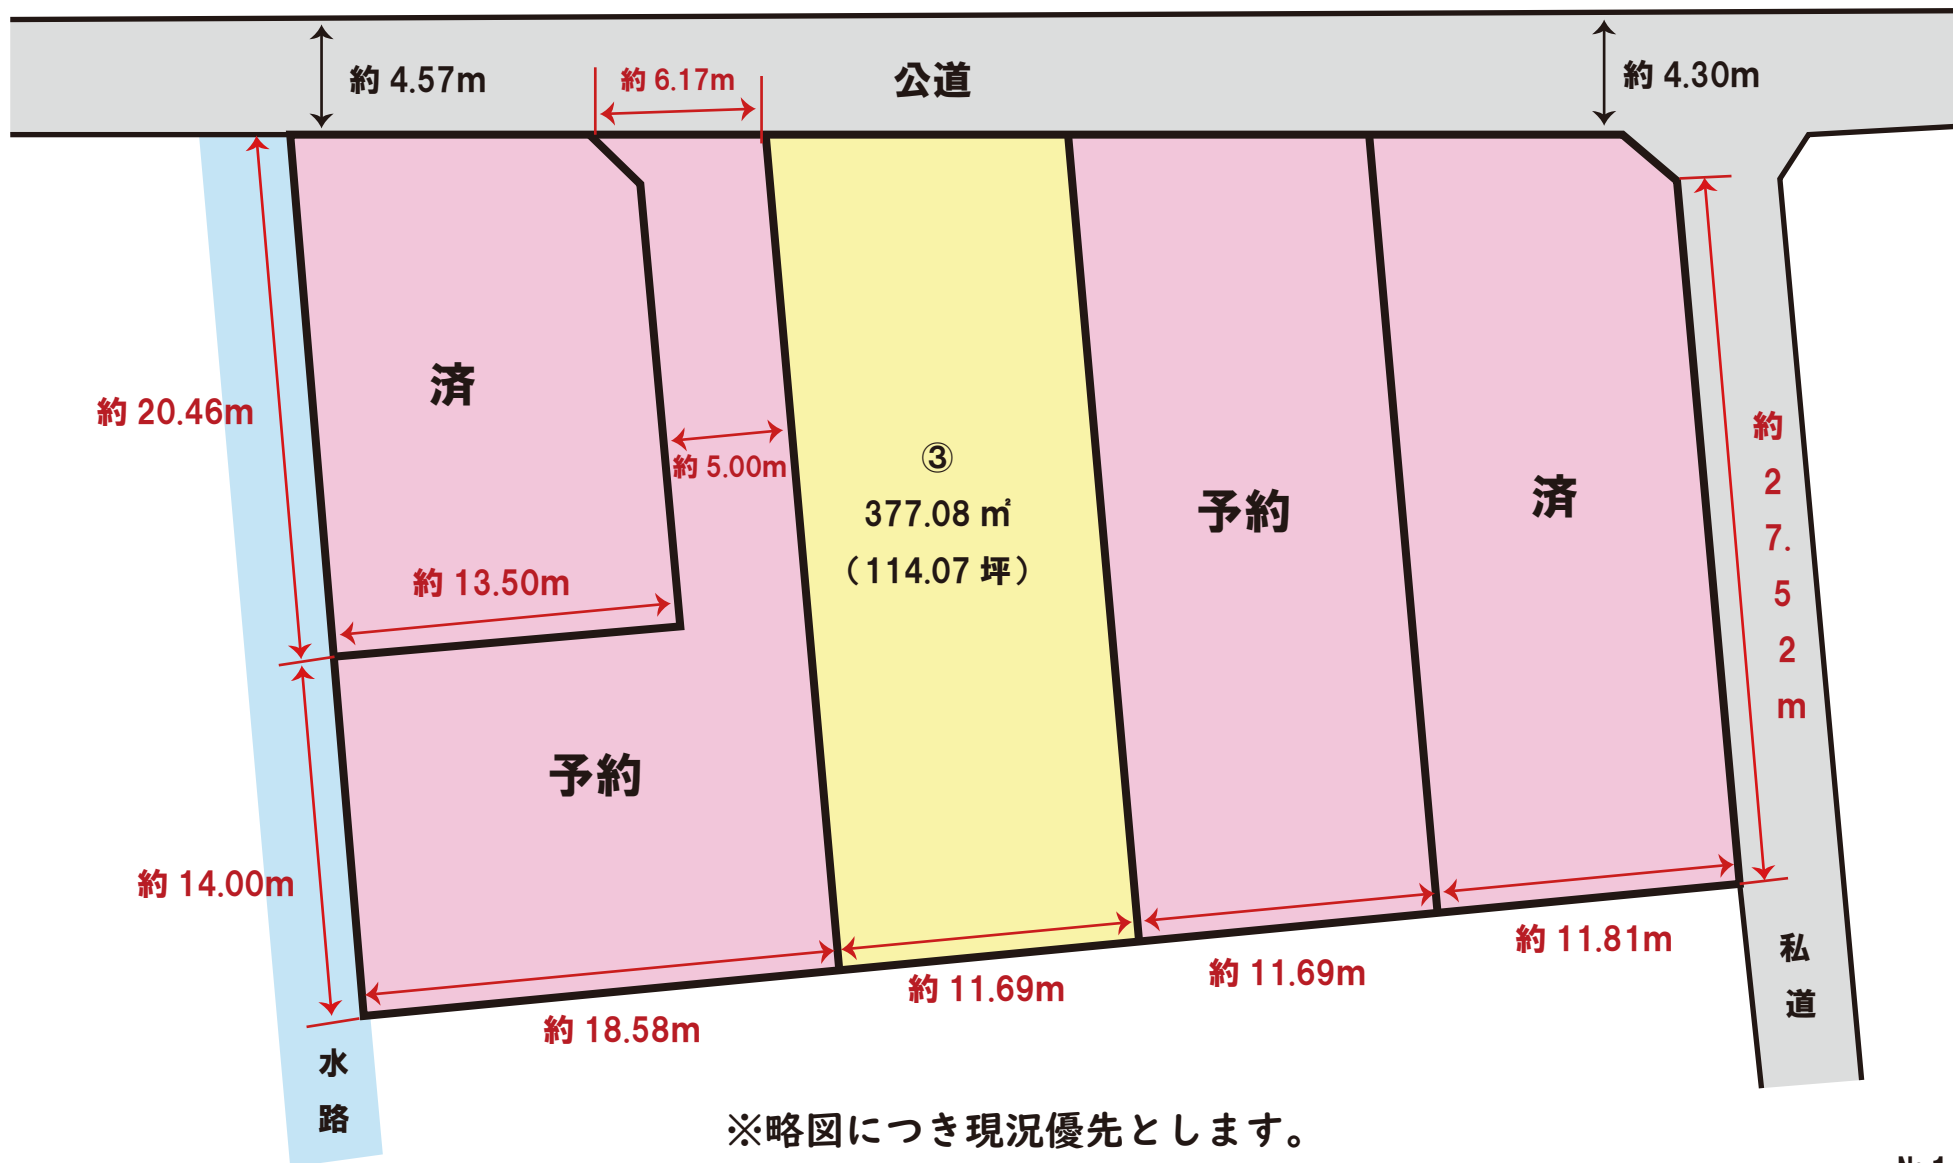 約 4.57m
約 6.17m
公道
約 4.30m
済
約 20.46m
約 5.00m
③
377.08 ㎡
（114.07 坪）
予約
済
約27.52m
約 13.50m
予約
約 14.00m
約 18.58m
約 11.69m
約 11.69m
約 11.81m
私道
水路
※略図につき現況優先とします。